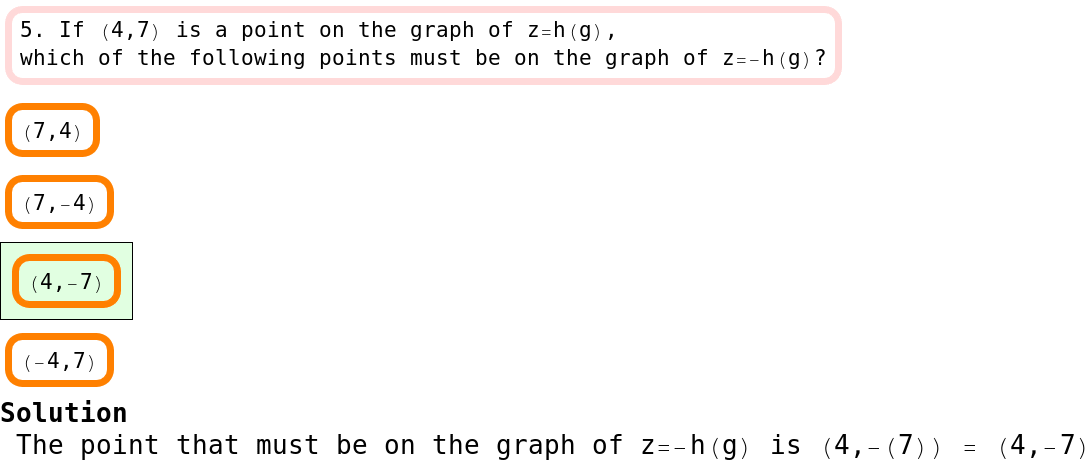 5. If (4,7) is a point on the graph of z=h(g),
which of the following points must be on the graph of z=-h(g)?
(7,4)
(7,-4)
(4,-7)
(-4,7)
Solution
The point that must be on the graph of z=-h(g) is (4,-(7)) = (4,-7)